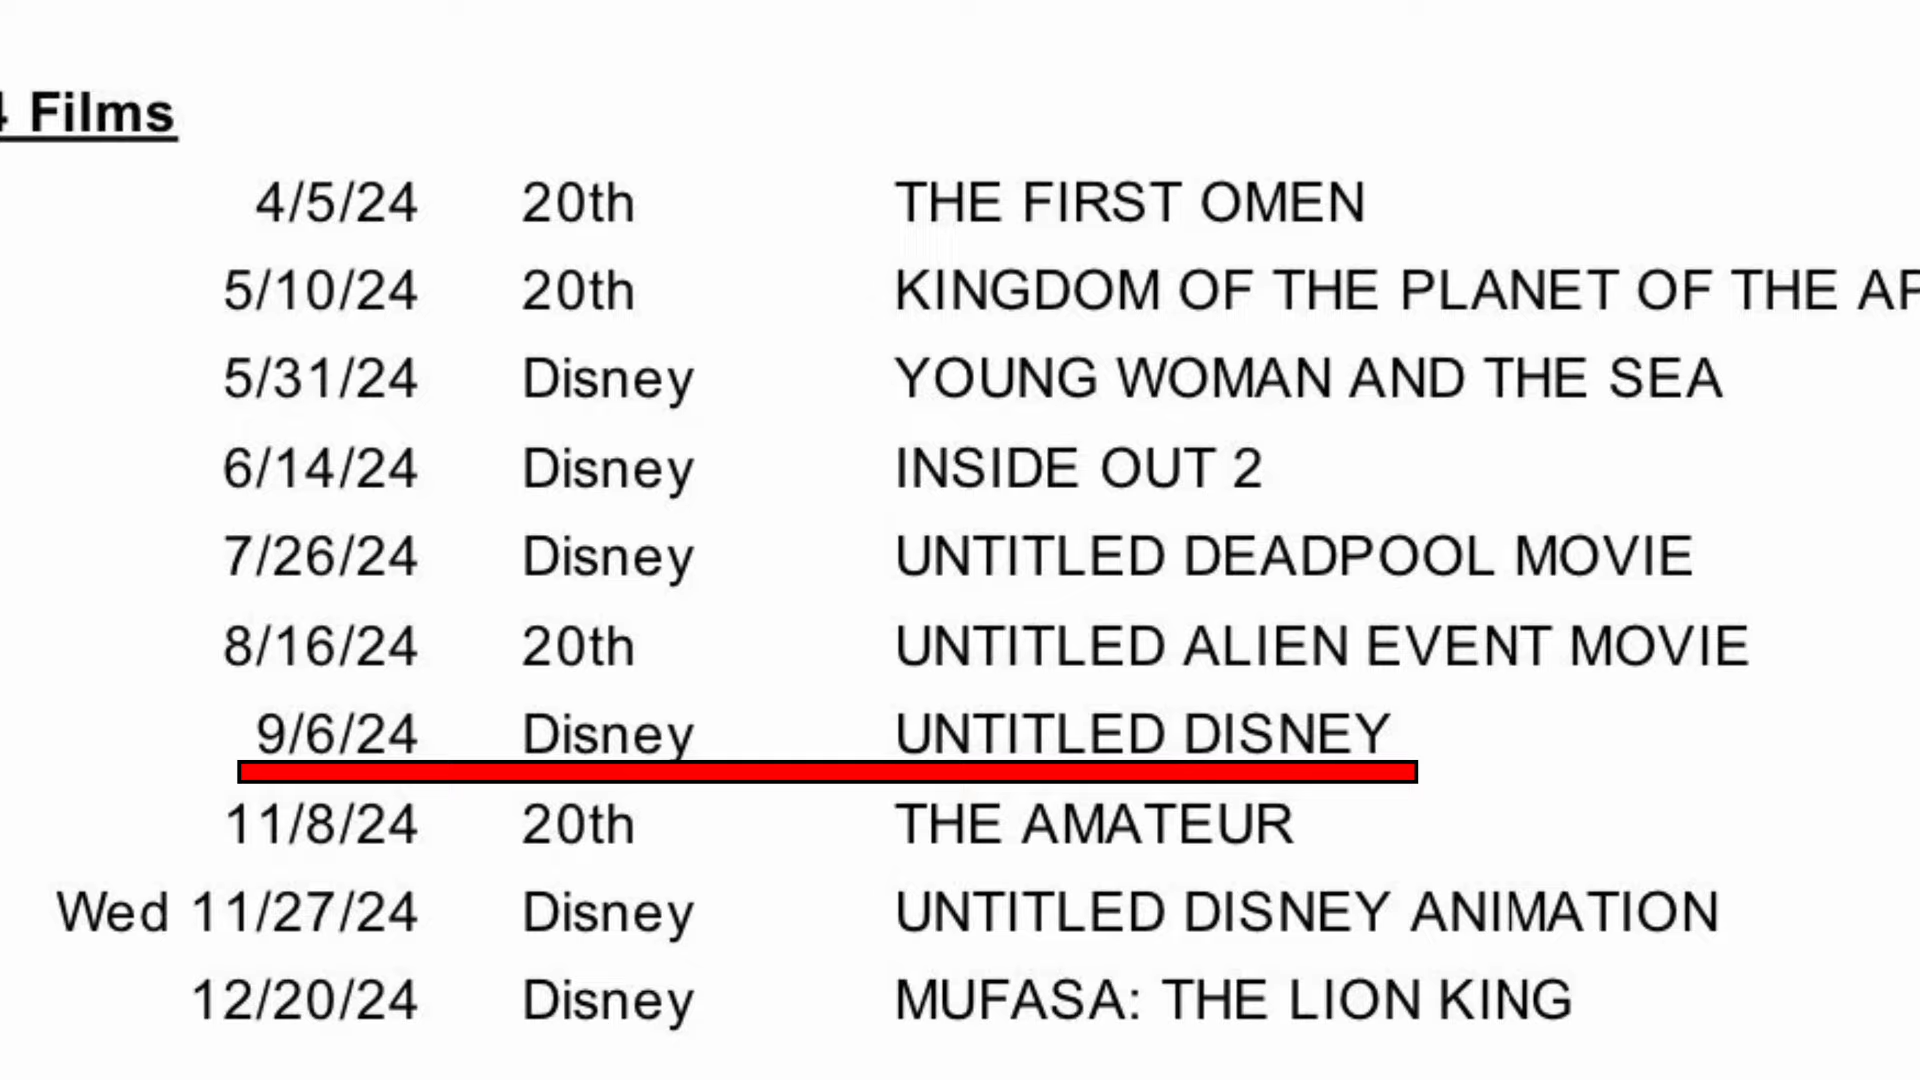 4 Films
4/5/24 20th THE FIRST OMEN
5/10/24 20th KINGDOM OF THE PLANET OF THE AP
5/31/24 Disney YOUNG WOMAN AND THE SEA
6/14/24 Disney INSIDE OUT 2
7/26/24 Disney UNTITLED DEADPOOL MOVIE
8/16/24 20th UNTITLED ALIEN EVENT MOVIE
9/6/24 Disney UNTITLED DISNEY
11/8/24 20th THE AMATEUR
Wed 11/27/24 Disney UNTITLED DISNEY ANIMATION
12/20/24 Disney MUFASA: THE LION KING